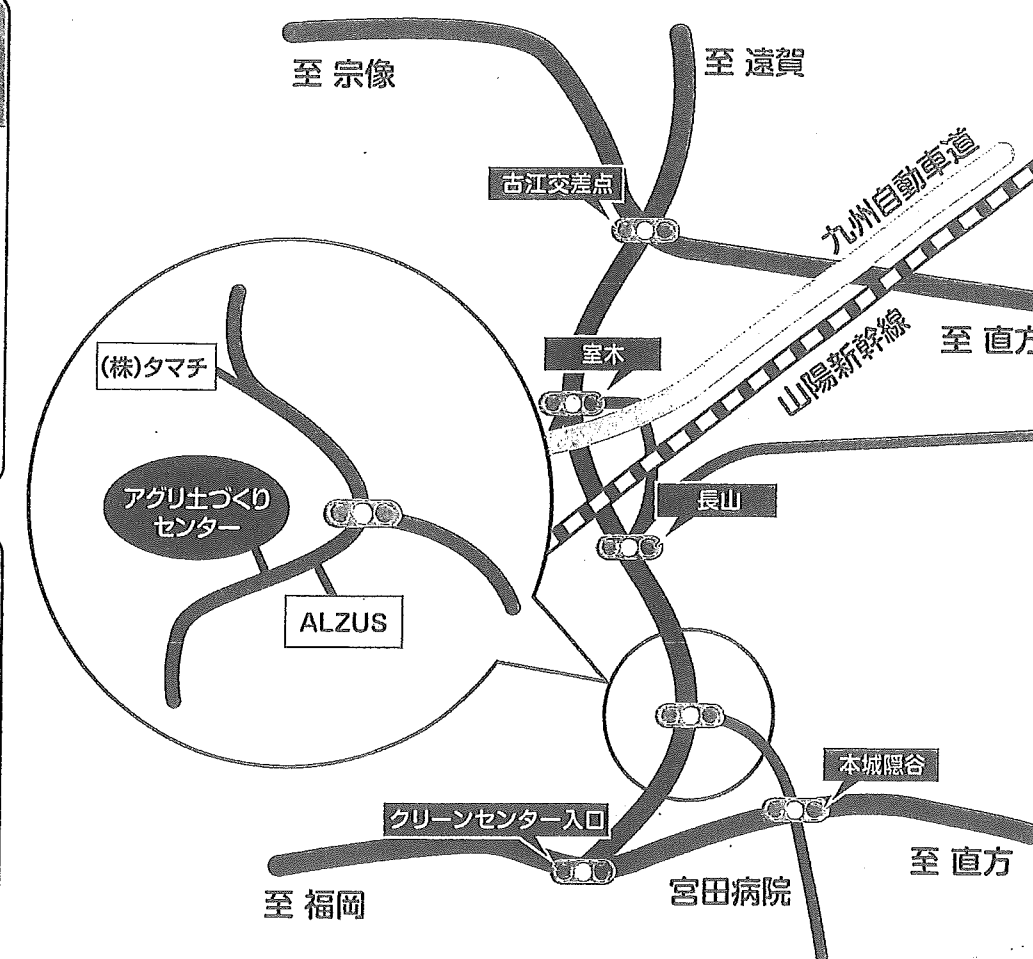 至 宗像
至 遠賀
古江交差点
九州自動車道
山陽新幹線
至 直方
室木
(株)タマチ
長山
アグリ土づくり
センター
ALZUS
本城隠谷
クリーンセンター入口
至 直方
宮田病院
至 福岡